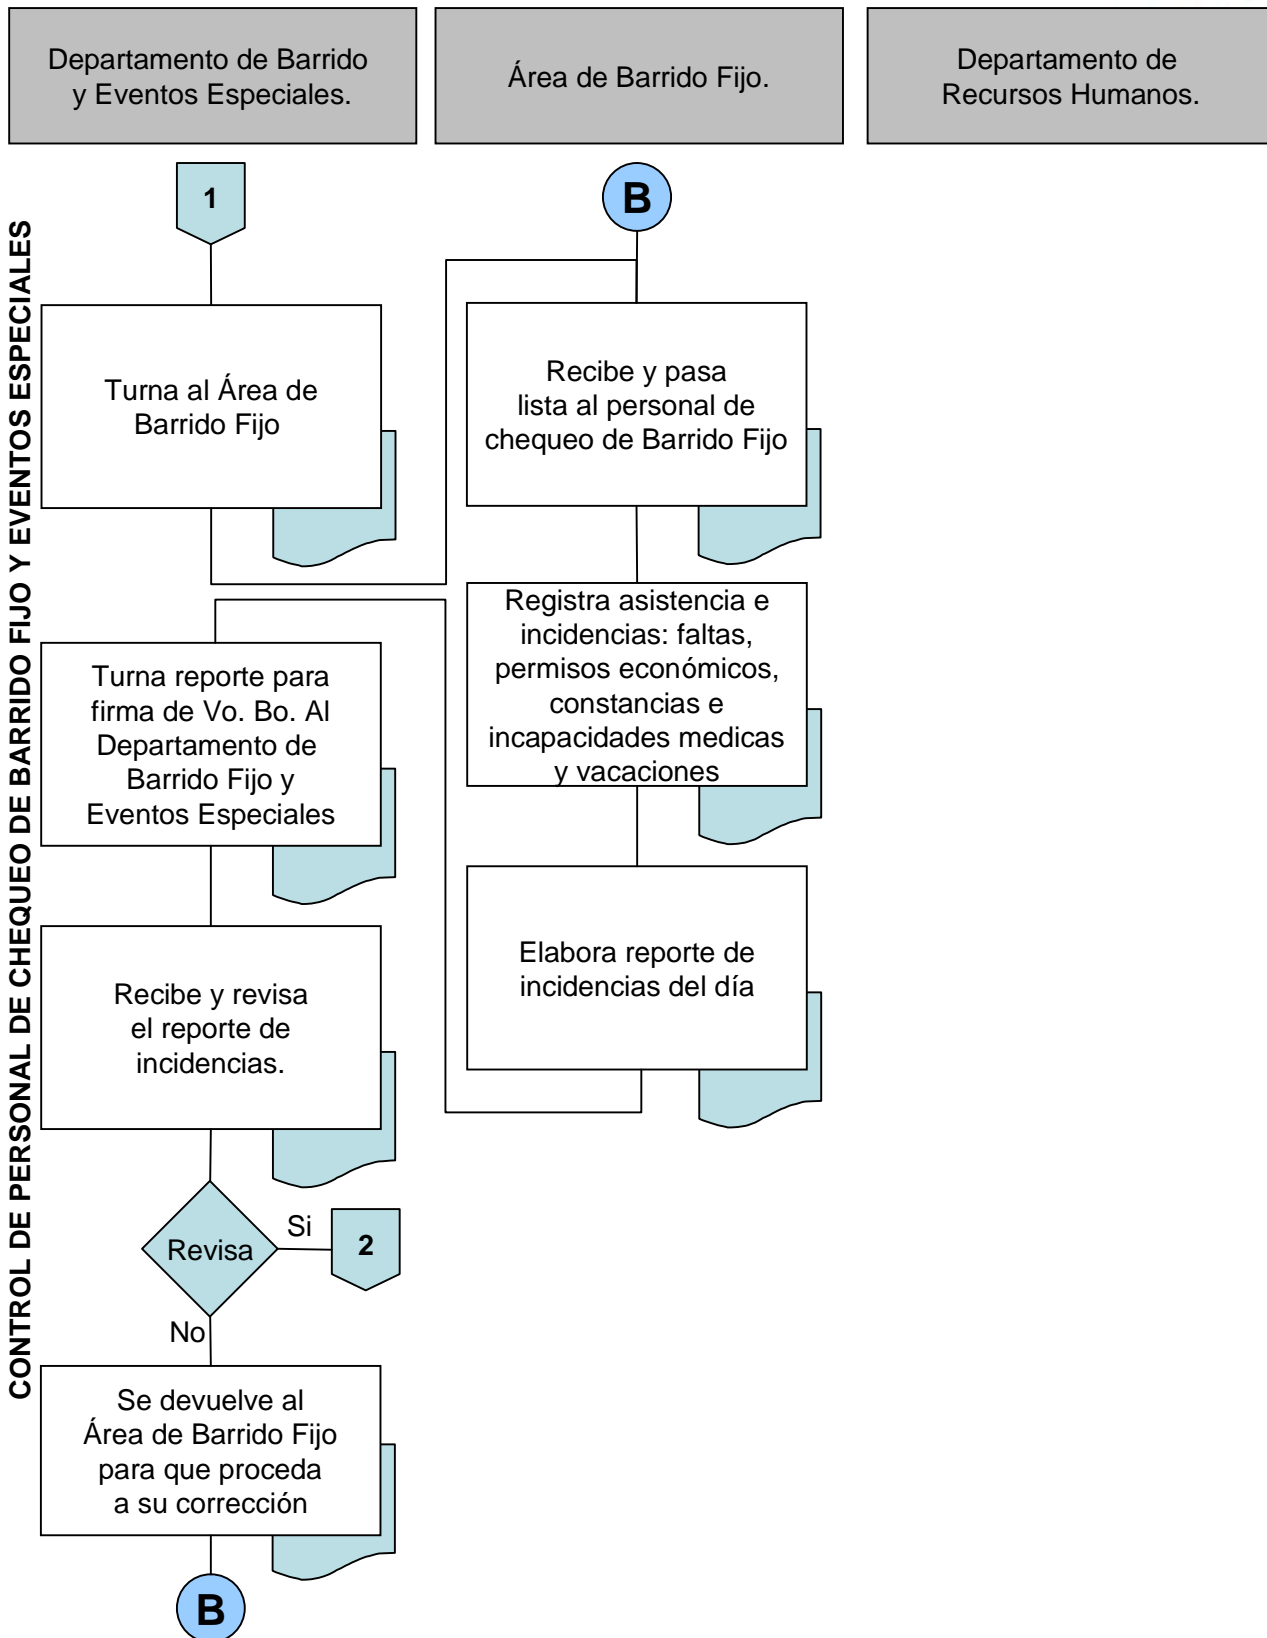 Departamento de Barrido
y Eventos Especiales.
Área de Barrido Fijo.
Departamento de
Recursos Humanos.
CONTROL DE PERSONAL DE CHEQUEO DE BARRIDO FIJO Y EVENTOS ESPECIALES
1
B
Turna al Área de
Barrido Fijo
Recibe y pasa
lista al personal de
chequeo de Barrido Fijo
Registra asistencia e
incidencias: faltas,
permisos económicos,
constancias e
incapacidades medicas
y vacaciones
Elabora reporte de
incidencias del día
Turna reporte para
firma de Vo. Bo. Al
Departamento de
Barrido Fijo y
Eventos Especiales
Recibe y revisa
el reporte de
incidencias.
Revisa
Si
2
No
Se devuelve al
Área de Barrido Fijo
para que proceda
a su corrección
B